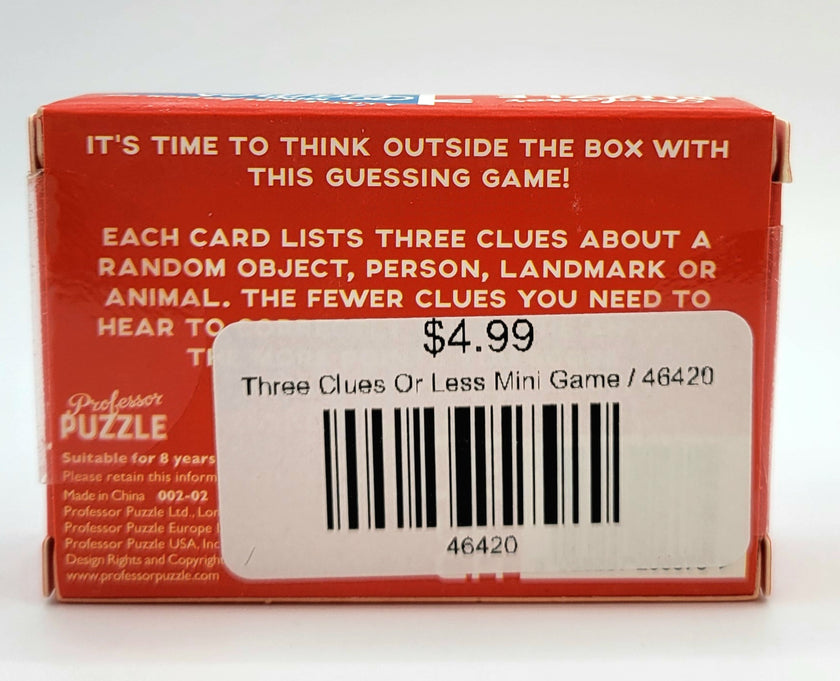 IT'S TIME TO THINK OUTSIDE THE BOX WITH
THIS GUESSING GAME!
EACH CARD LISTS THREE CLUES ABOUT A
RANDOM OBJECT, PERSON, LANDMARK OR
ANIMAL. THE FEWER CLUES YOU NEED TO
HEAR TO
$4.99
Three Clues Or Less Mini Game / 46420
46420
Professor
PUZZLE
Suitable for 8 years
Please retain this inform
Made in China 002-02
Professor Puzzle Ltd., Lon
Professor Puzzle Europe
Professor Puzzle USA, Inc
Design Rights and Copyright
www.professorpuzzle.com